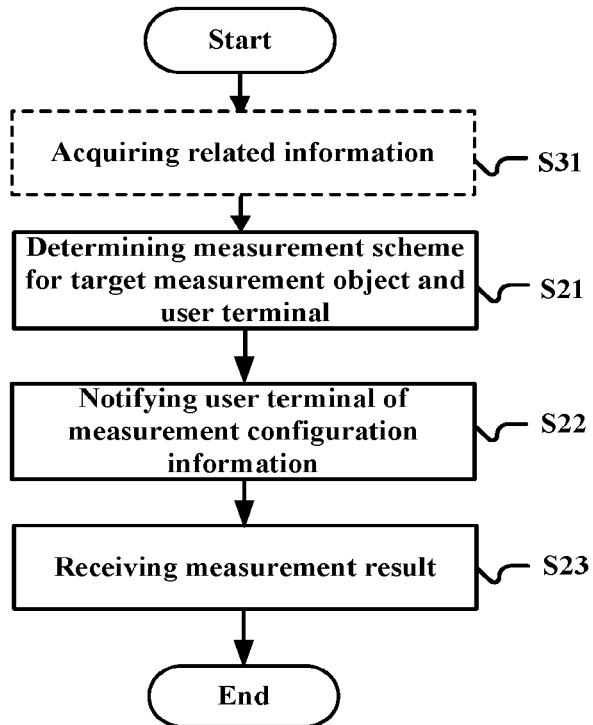 Start
Acquiring related information
S31
Determining measurement scheme
for target measurement object and
user terminal
S21
Notifying user terminal of
measurement configuration
information
S22
Receiving measurement result
S23
End